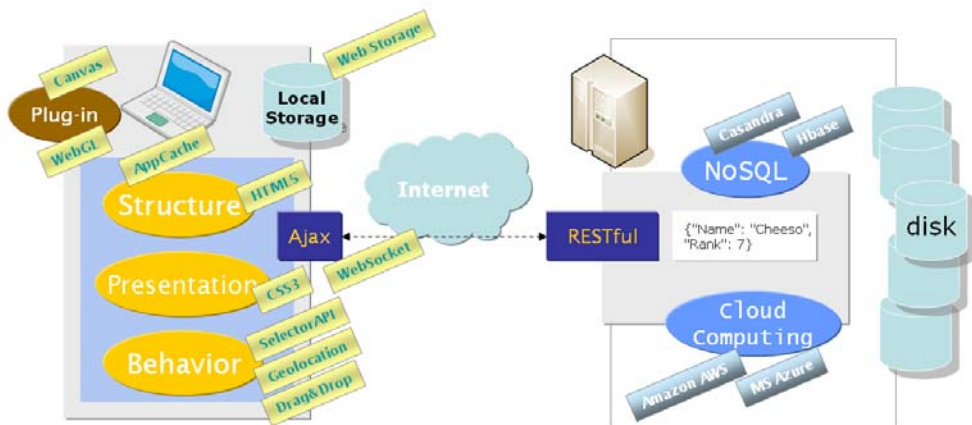 Canvas
Plug-in
WebGL
AppCache
Web Storage
Local
Storage
Structure
HTML5
Presentation
CSS3
Behavior
SelectorAPI
Geolocation
Drag&Drop
Ajax
Internet
WebSocket
RESTful
Casandra
Hbase
NoSQL
{"Name": "Cheeso",
"Rank": 7}
Cloud
Computing
Amazon AWS
MS Azure
disk